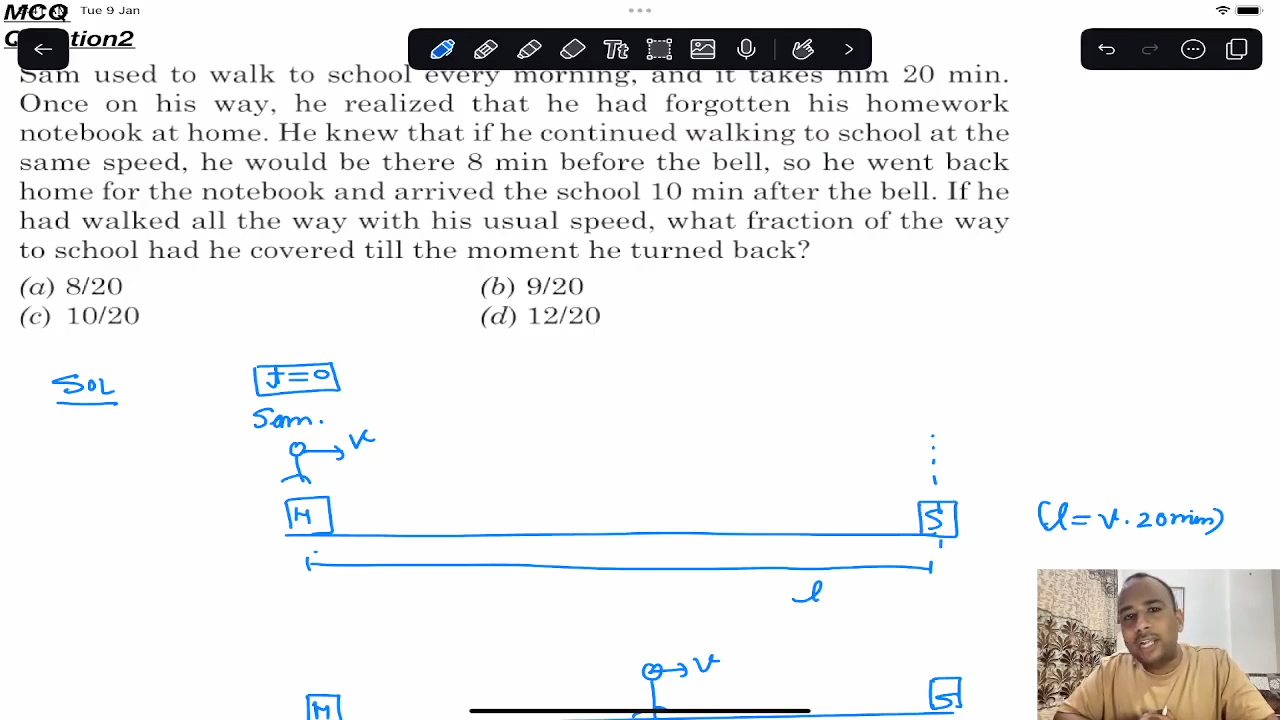 MCQ
Tue 9 Jan
Question2
Tt
Sam used to walk to school every morning, and it takes him 20 min.
Once on his way, he realized that he had forgotten his homework
notebook at home. He knew that if he continued walking to school at the
same speed, he would be there 8 min before the bell, so he went back
home for the notebook and arrived the school 10 min after the bell. If he
had walked all the way with his usual speed, what fraction of the way
to school had he covered till the moment he turned back?
(a) 8/20 (b) 9/20
(c) 10/20 (d) 12/20
SOL
t=0
Sam.
v
H
S
(l = v. 20min)
l
v
H
S